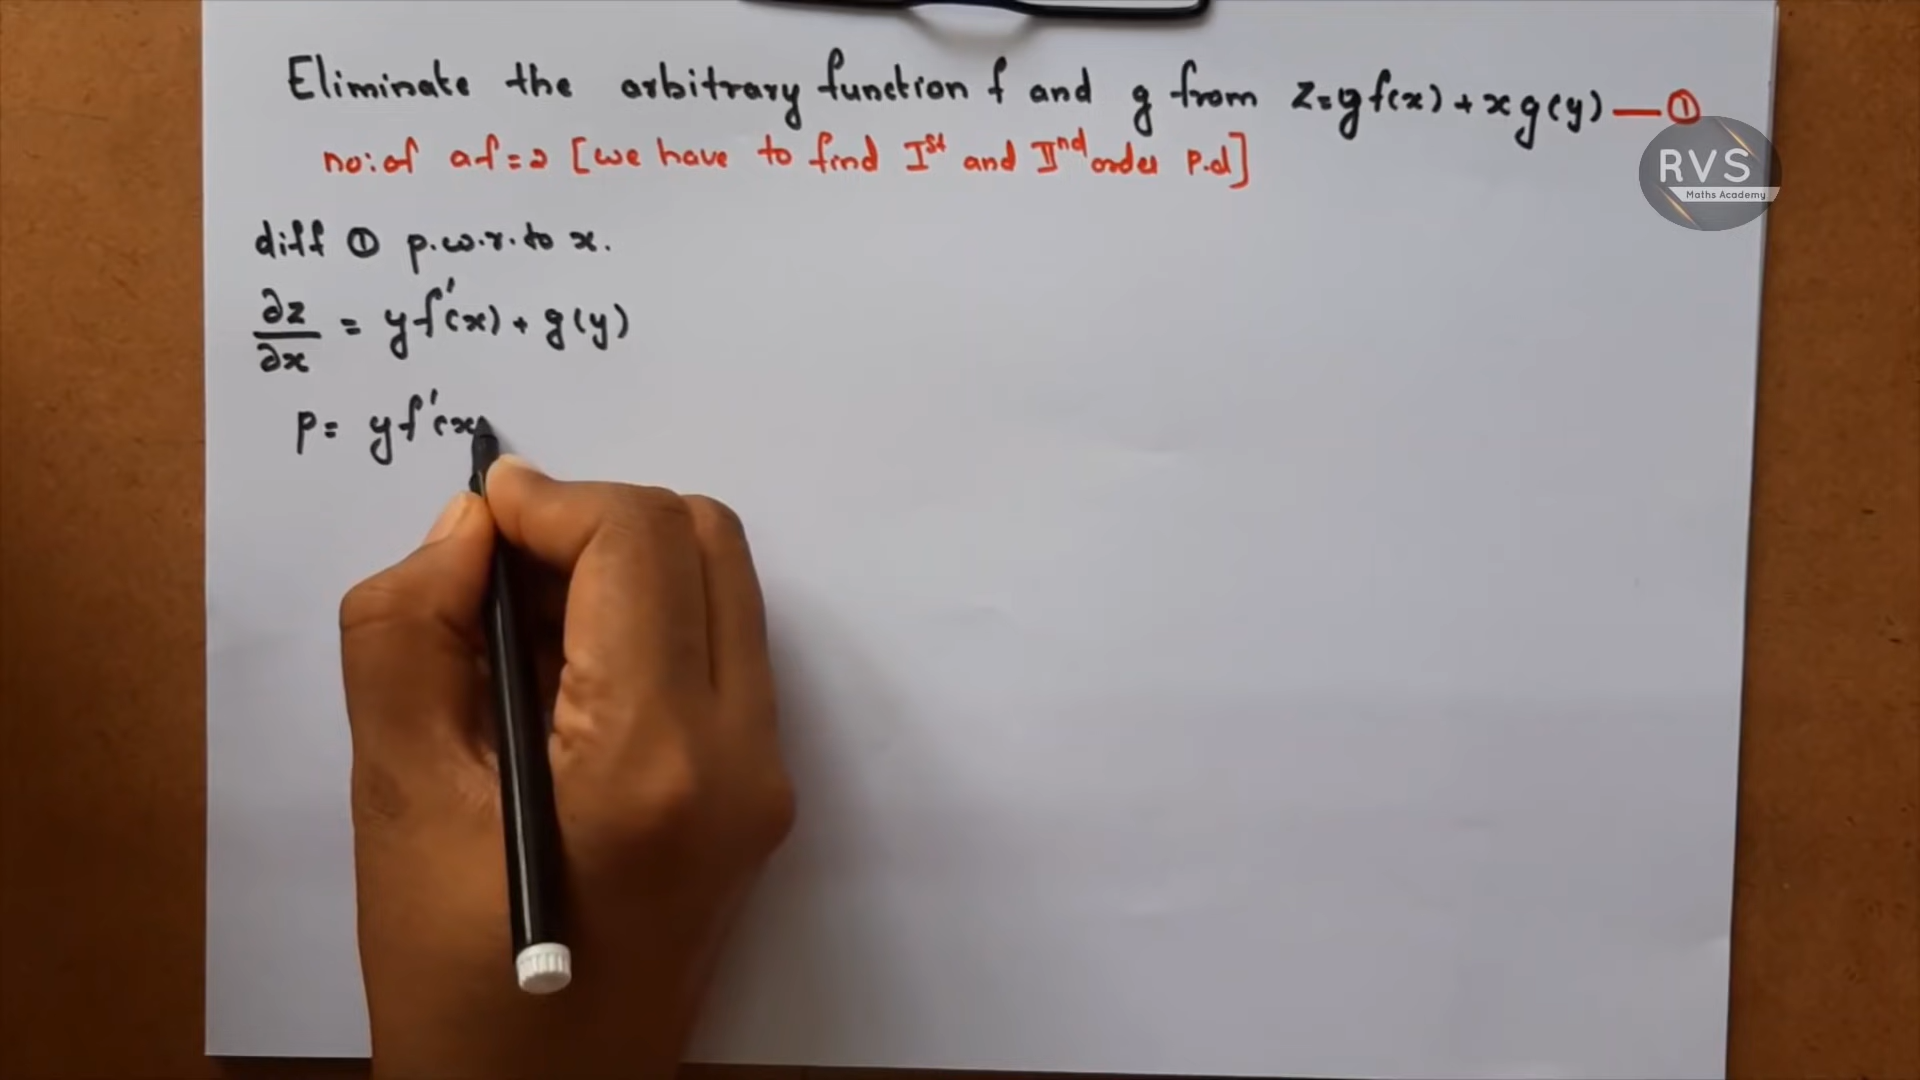 Eliminate the arbitrary function f and g from z=yf(x)+xg(y) — ①
no:of af=2 [we have to find Iˢᵗ and IIⁿᵈ order p.d]
RVS
Maths Academy
diff ① p.w.r.to x.
∂z/∂x = yf'(x)+g(y)
P= yf'(x